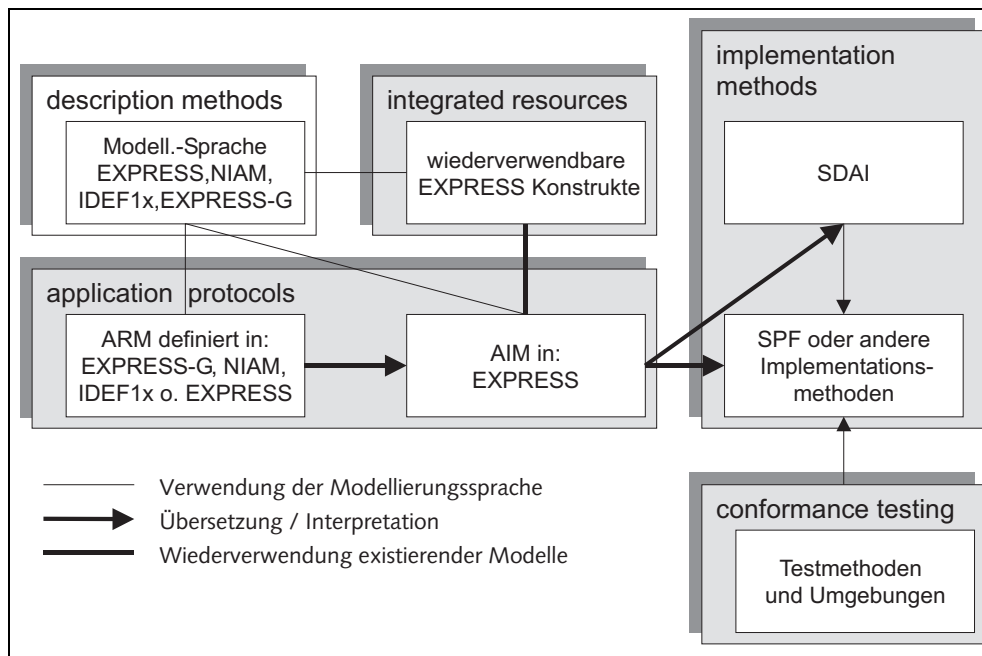 description methods
Modell.-Sprache
EXPRESS,NIAM,
IDEF1x,EXPRESS-G
integrated resources
wiederverwendbare
EXPRESS Konstrukte
implementation
methods
SDAI
application protocols
ARM definiert in:
EXPRESS-G, NIAM,
IDEF1x o. EXPRESS
AIM in:
EXPRESS
SPF oder andere
Implementations-
methoden
Verwendung der Modellierungssprache
Übersetzung / Interpretation
Wiederverwendung existierender Modelle
conformance testing
Testmethoden
und Umgebungen